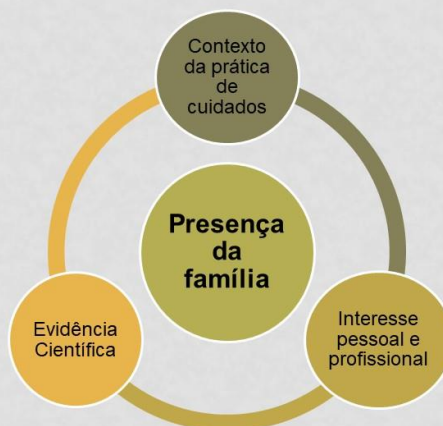 Contexto
da prática
de
cuidados
Presença
da
família
Evidência
Científica
Interesse
pessoal e
profissional